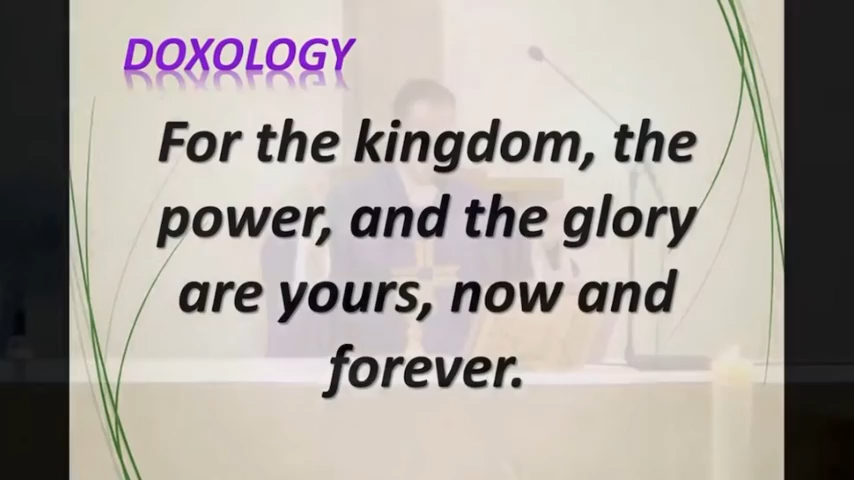 DOXOLOGY
For the kingdom, the
power, and the glory
are yours, now and
forever.